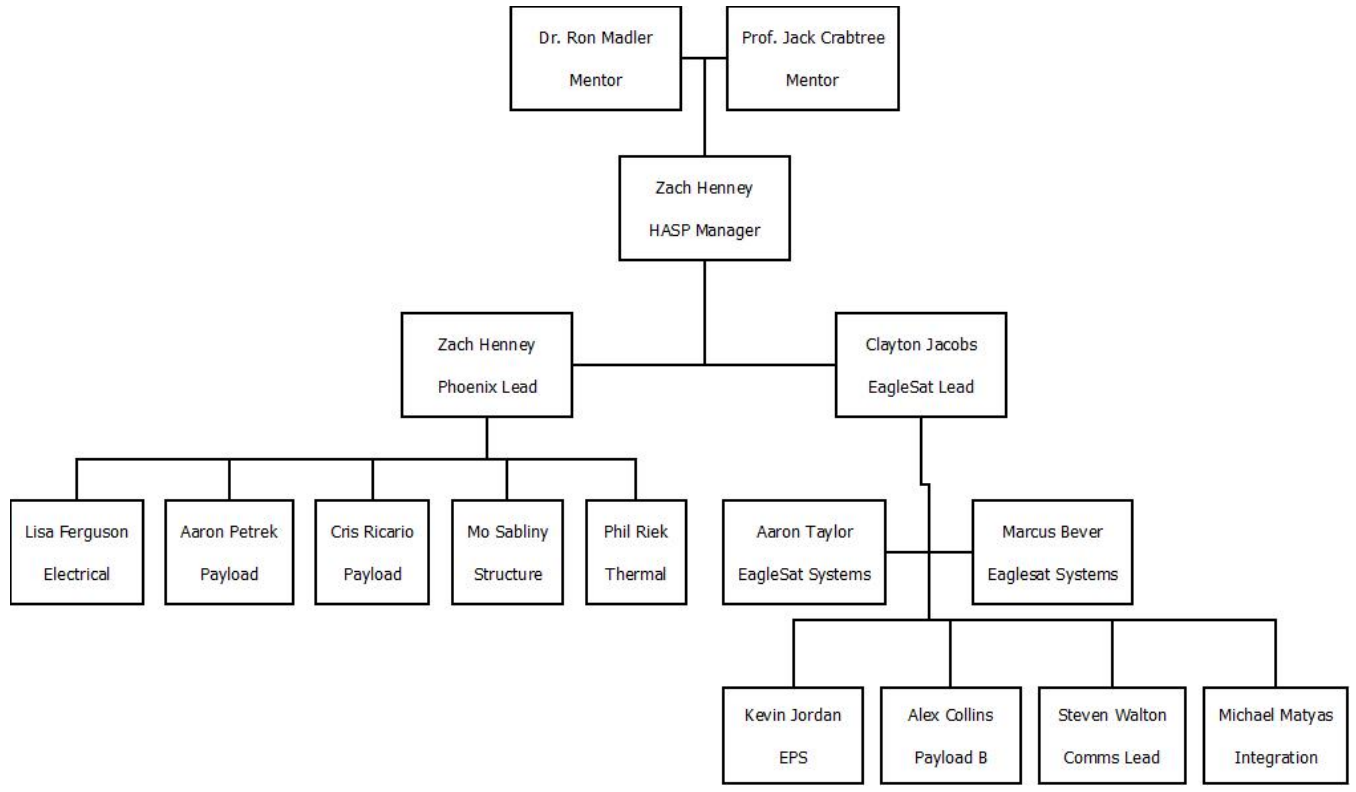 Dr. Ron Madler
Mentor
Prof. Jack Crabtree
Mentor
Zach Henney
HASP Manager
Zach Henney
Phoenix Lead
Clayton Jacobs
EagleSat Lead
Lisa Ferguson
Electrical
Aaron Petrek
Payload
Cris Ricario
Payload
Mo Sabliny
Structure
Phil Riek
Thermal
Aaron Taylor
EagleSat Systems
Marcus Bever
Eaglesat Systems
Kevin Jordan
EPS
Alex Collins
Payload B
Steven Walton
Comms Lead
Michael Matyas
Integration